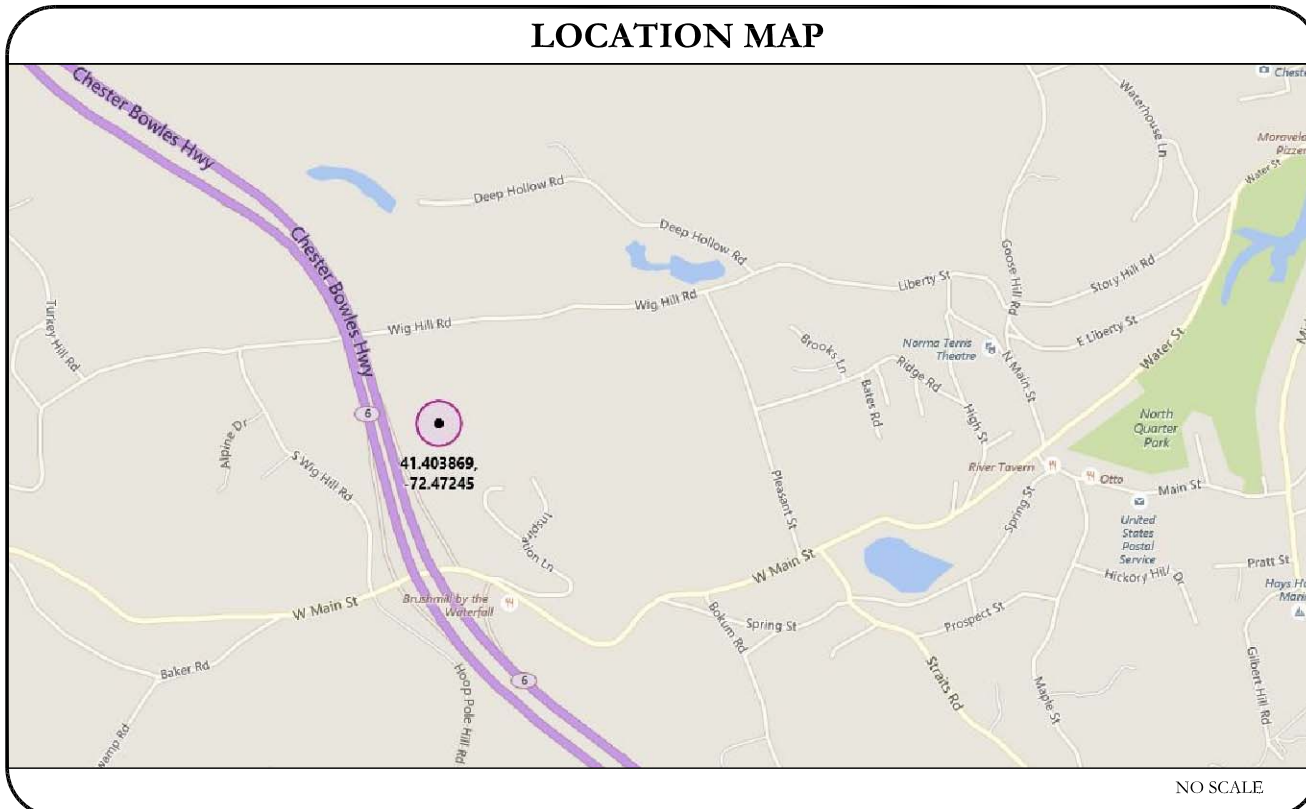 LOCATION MAP
Chester Bowles Hwy
Waterhouse Ln
Water St
Deep Hollow Rd
Deep Hollow Rd
Chester Bowles Hwy
Goose Hill Rd
Liberty St
Story Hill Rd
Turkey Hill Rd
Wig Hill Rd
Wig Hill Rd
E Liberty St
Water St
Norma Terris
Theatre
N Main St
Brooks Ln
Ridge Rd
Bates Rd
High St
6
Alpine Dr
North
Quarter
Park
41.403869,
-72.47245
S Wig Hill Rd
River Tavern
Otto
Main St
Pleasant St
Spring St
United
States
Postal
Service
Inspiration Ln
W Main St
Pratt St
Hickory Hill Dr
Brushmill by the
Waterfall
W Main St
Prospect St
Spring St
Bokum Rd
Baker Rd
6
Hoop Pole Hill Rd
Straits Rd
Maple St
Gilbert Hill Rd
NO SCALE